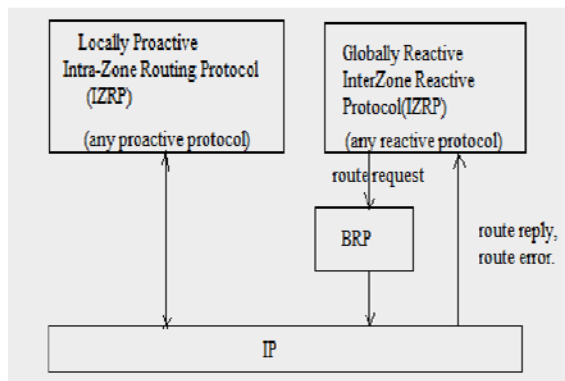 Locally Proactive
Intra-Zone Routing Protocol
(IZRP)
(any proactive protocol)
Globally Reactive
InterZone Reactive
Protocol(IZRP)
(any reactive protocol)
route request
BRP
route reply,
route error.
IP